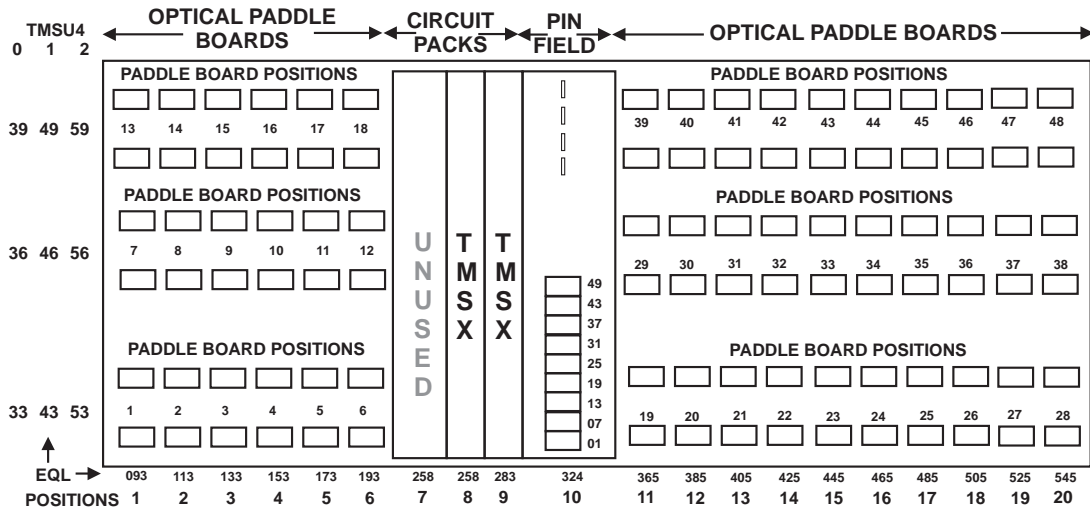 TMSU4
0 1 2
OPTICAL PADDLE BOARDS
CIRCUIT PACKS
PIN FIELD
OPTICAL PADDLE BOARDS
PADDLE BOARD POSITIONS
PADDLE BOARD POSITIONS
39 49 59
13 14 15 16 17 18
39 40 41 42 43 44 45 46 47 48
PADDLE BOARD POSITIONS
PADDLE BOARD POSITIONS
36 46 56
7 8 9 10 11 12
UNUSED
TMSX
TMSX
29 30 31 32 33 34 35 36 37 38
49
43
37
31
25
19
13
07
01
PADDLE BOARD POSITIONS
PADDLE BOARD POSITIONS
33 43 53
1 2 3 4 5 6
19 20 21 22 23 24 25 26 27 28
EQL 093 113 133 153 173 193 258 258 283 324 365 385 405 425 445 465 485 505 525 545
POSITIONS 1 2 3 4 5 6 7 8 9 10 11 12 13 14 15 16 17 18 19 20